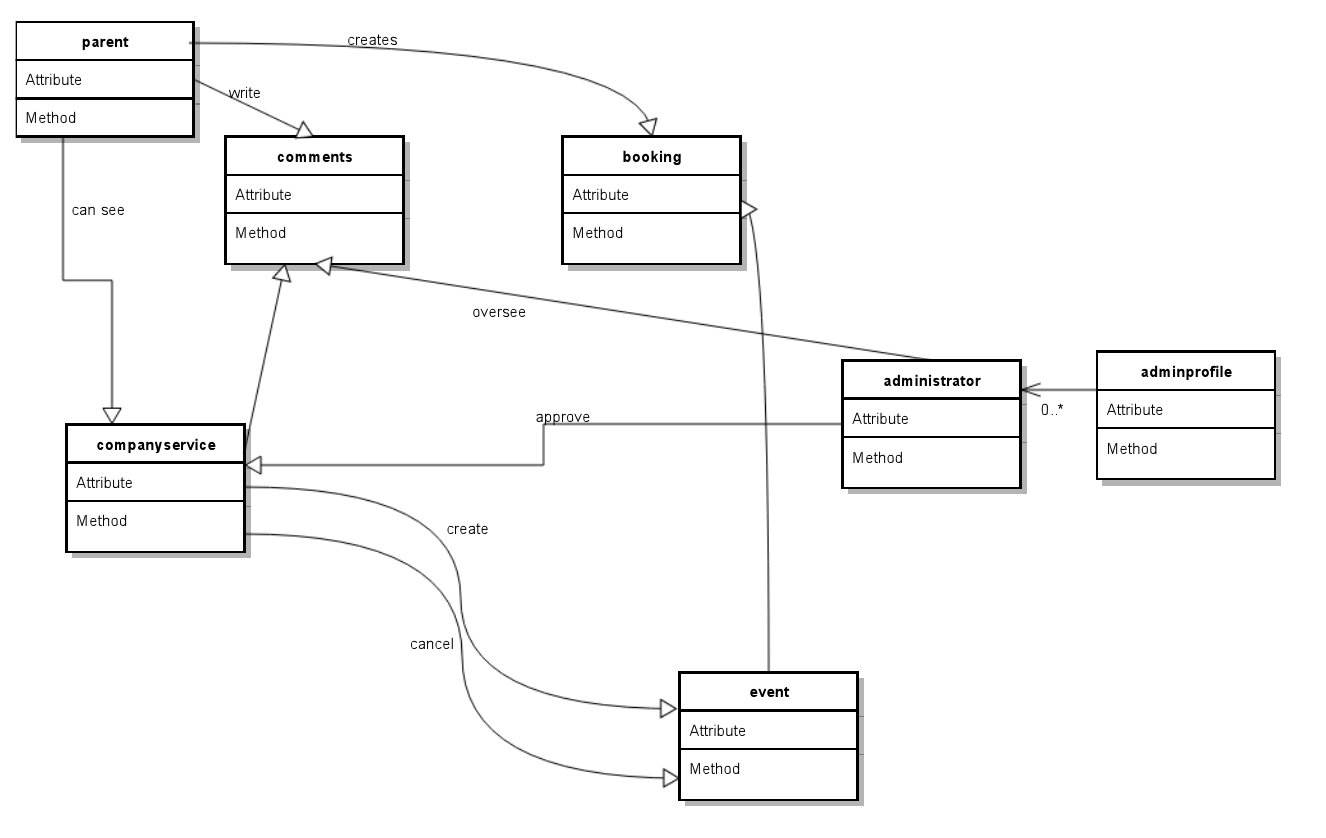 parent
Attribute
Method
creates
write
can see
comments
Attribute
Method
booking
Attribute
Method
oversee
administrator
Attribute
Method
adminprofile
Attribute
Method
0..*
approve
companyservice
Attribute
Method
create
cancel
event
Attribute
Method